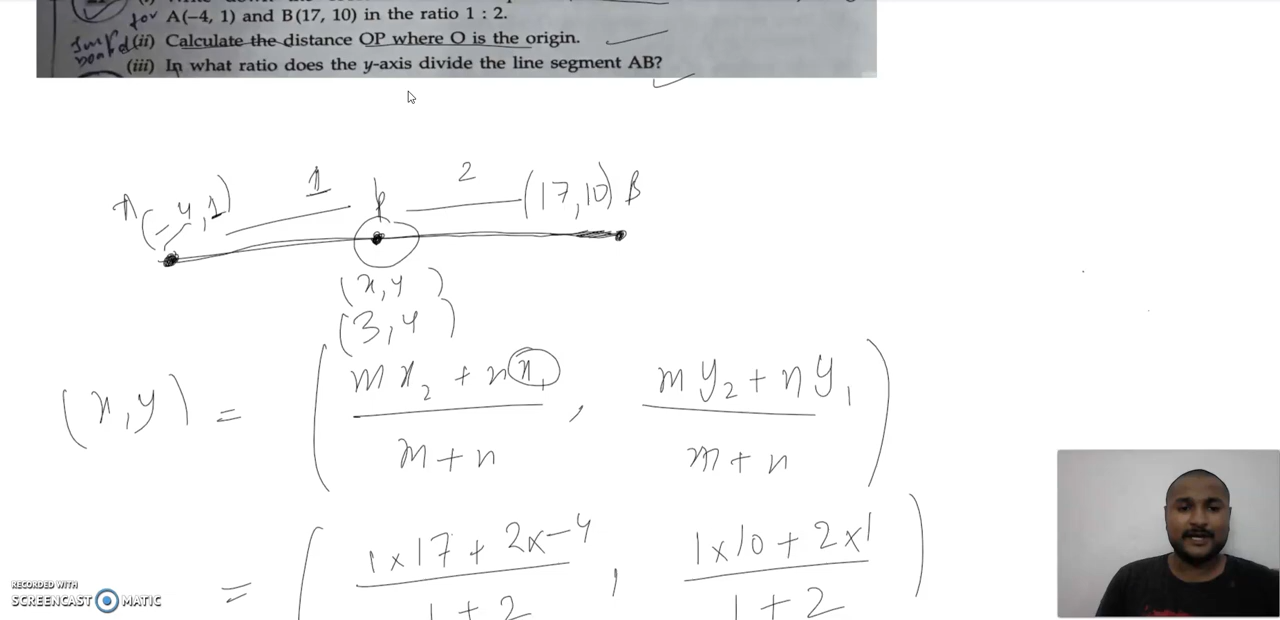 for A(−4, 1) and B(17, 10) in the ratio 1 : 2.
(ii) Calculate the distance OP where O is the origin.
(iii) In what ratio does the y-axis divide the line segment AB?
1 2
A (−4, 1) P (17, 10) B
(x, y)
(3, 4)
(x, y) = ( mx₂ + nx₁ / m + n , my₂ + ny₁ / m + n )
= ( 1 × 17 + 2 × −4 / 1 + 2 , 1 × 10 + 2 × 1 / 1 + 2 )
RECORDED WITH
SCREENCAST MATIC